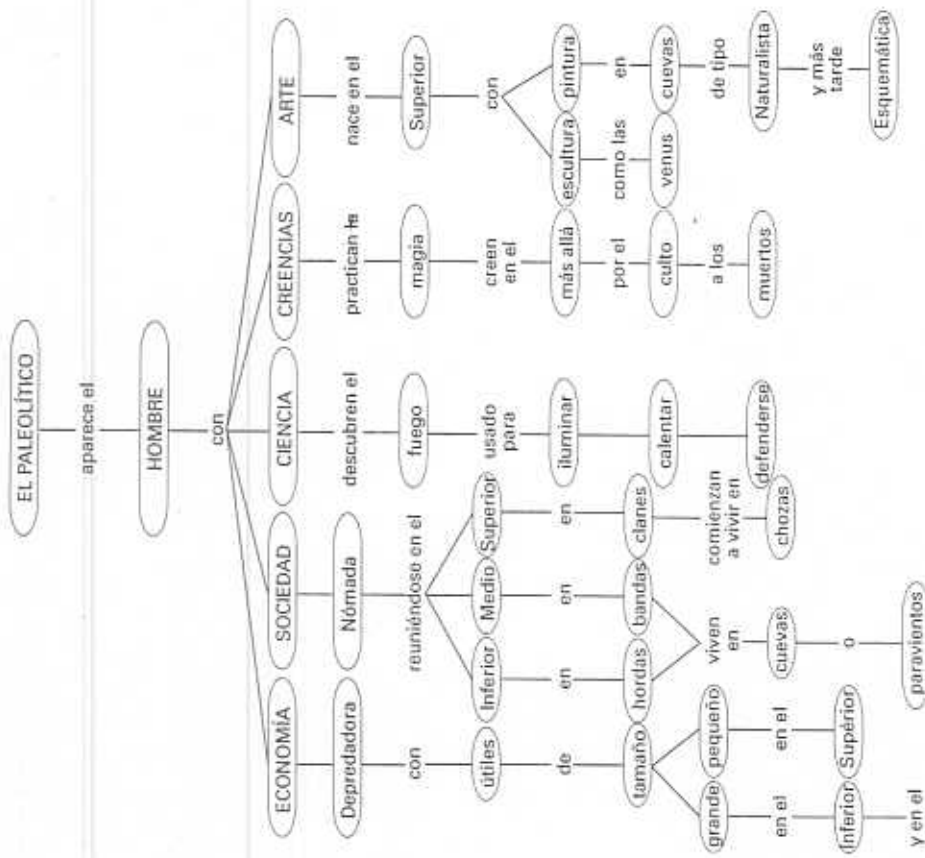 EL PALEOLÍTICO
aparece el
HOMBRE
con
ECONOMÍA
Depredadora
con
útiles
de
tamaño
grande
en el
Inferior
y en el
pequeño
en el
Superior
SOCIEDAD
Nómada
reuniéndose en el
Inferior
en
hordas
Medio
en
bandas
viven
en
cuevas
o
paravientos
Superior
en
clanes
comienzan
a vivir en
chozas
CIENCIA
descubren el
fuego
usado
para
iluminar
calentar
defenderse
CREENCIAS
practican la
magia
creen
en el
más allá
por el
culto
a los
muertos
ARTE
nace en el
Superior
con
escultura
como las
venus
pintura
en
cuevas
de tipo
Naturalista
y más
tarde
Esquemática